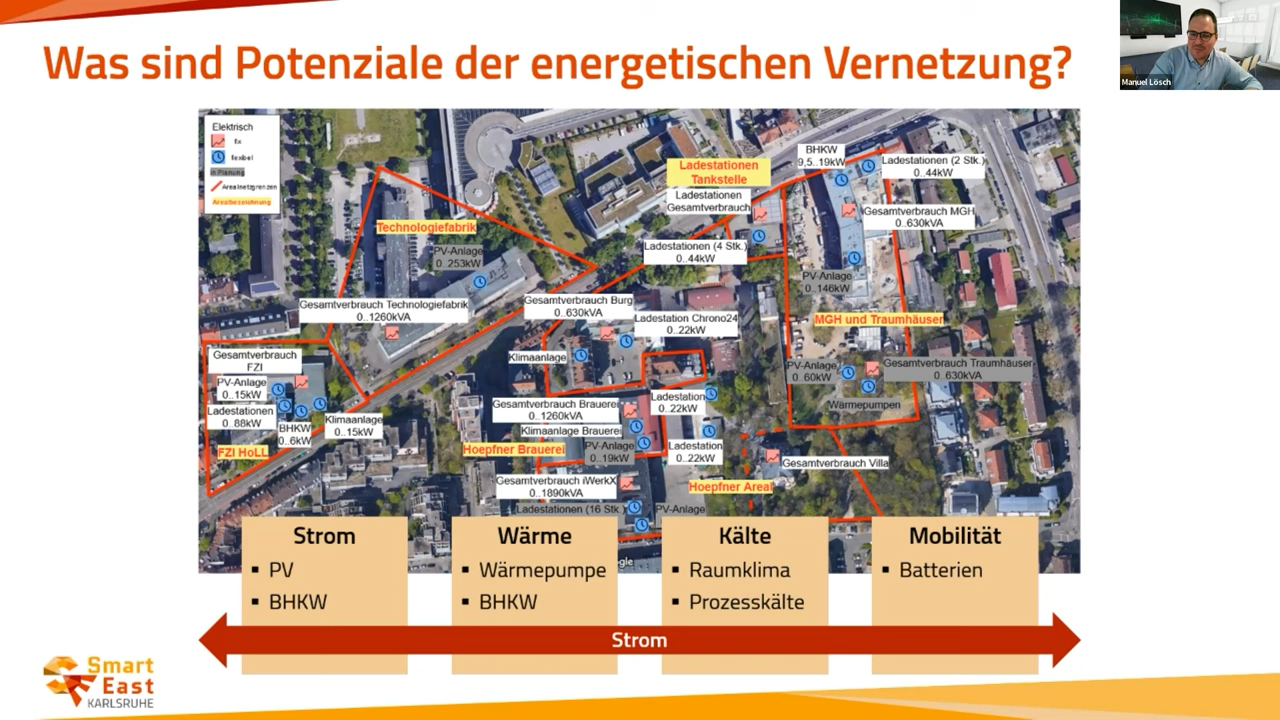 Was sind Potenziale der energetischen Vernetzung?
Manuel Lösch
Elektrisch
fix
flexibel
in Planung
Arealnetzgrenzen
Arealbezeichnung
Ladestationen
Tankstelle
BHKW
9,5..19kW
Ladestationen (2 Stk.)
0..44kW
Ladestationen
Gesamtverbrauch
Gesamtverbrauch MGH
0..630kVA
Technologiefabrik
PV-Anlage
0..253kW
Ladestationen (4 Stk.)
0..44kW
PV-Anlage
0..146kW
Gesamtverbrauch Technologiefabrik
0..1260kVA
Gesamtverbrauch Burg
0..630kVA
Ladestation Chrono24
0..22kW
MGH und Traumhäuser
Gesamtverbrauch
FZI
Klimaanlage
PV-Anlage
0..60kW
Gesamtverbrauch Traumhäuser
0..630kVA
PV-Anlage
0..15kW
Ladestationen
0..88kW
BHKW
0..6kW
Klimaanlage
0..15kW
Gesamtverbrauch Brauerei
0..1260kVA
Ladestation
0..22kW
Wärmepumpen
Klimaanlage Brauerei
FZI HoLL
Hoepfner Brauerei
PV-Anlage
0..19kW
Ladestation
0..22kW
Gesamtverbrauch Villa
Gesamtverbrauch iWerkX
0..1890kVA
Hoepfner Areal
Ladestationen (16 Stk.)
PV-Anlage
Strom
PV
BHKW
Wärme
Wärmepumpe
BHKW
Kälte
Raumklima
Prozesskälte
Mobilität
Batterien
Strom
Smart
East
KARLSRUHE